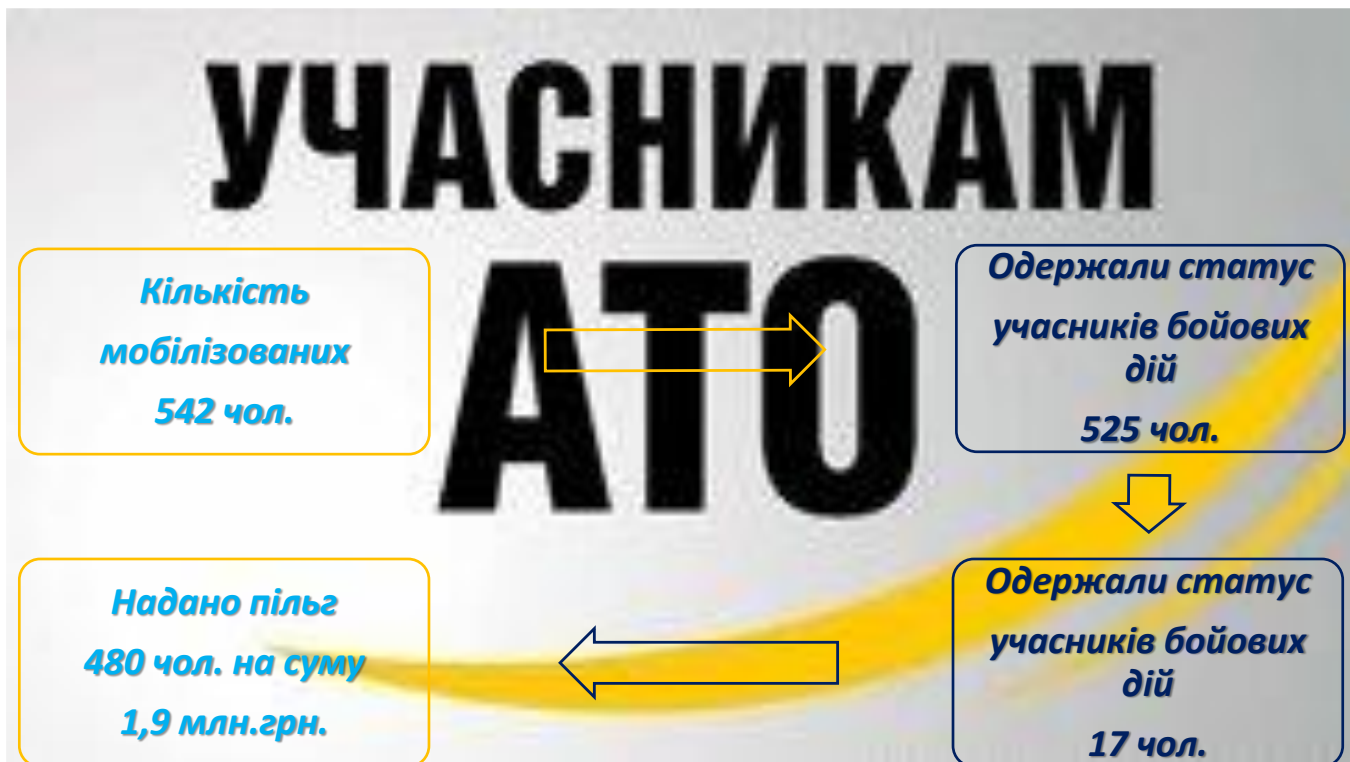 УЧАСНИКАМ
АТО
Кількість
мобілізованих
542 чол.
Одержали статус
учасників бойових
дій
525 чол.
Надано пільг
480 чол. на суму
1,9 млн.грн.
Одержали статус
учасників бойових
дій
17 чол.